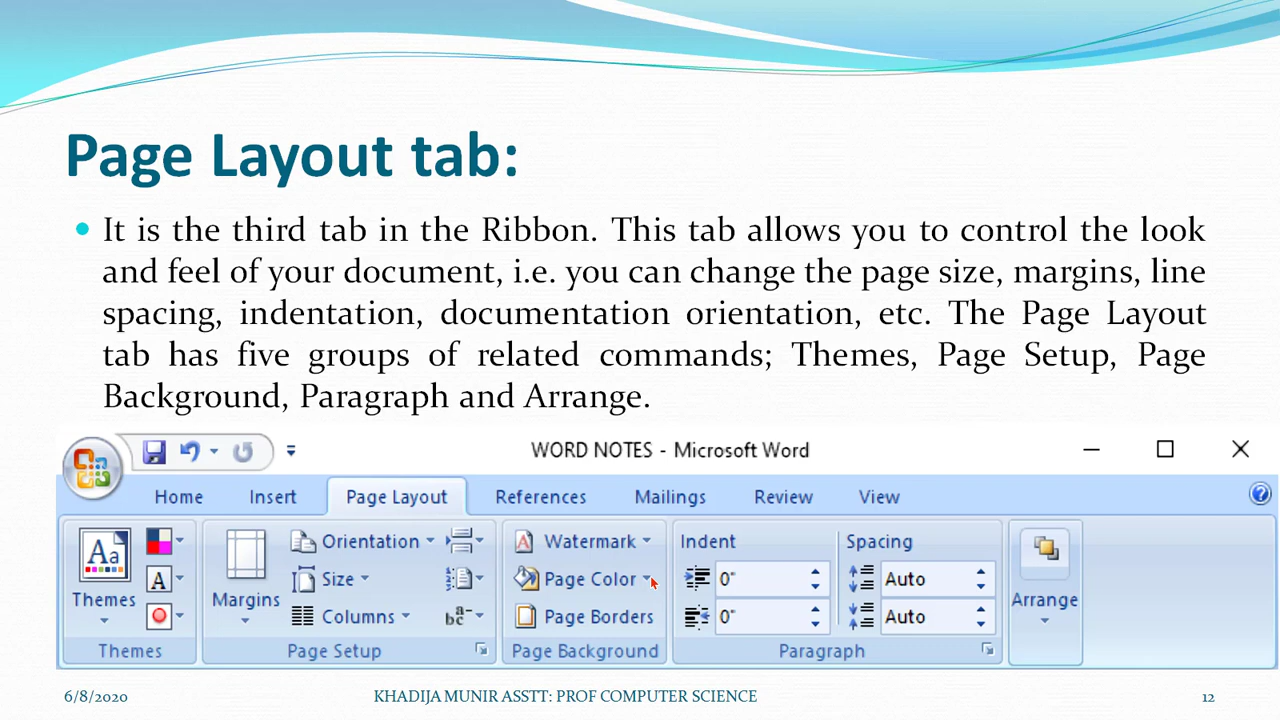 Page Layout tab:
It is the third tab in the Ribbon. This tab allows you to control the look
and feel of your document, i.e. you can change the page size, margins, line
spacing, indentation, documentation orientation, etc. The Page Layout
tab has five groups of related commands; Themes, Page Setup, Page
Background, Paragraph and Arrange.
WORD NOTES - Microsoft Word
Home Insert Page Layout References Mailings Review View
Aa A Orientation Watermark Indent Spacing
Size Page Color 0" Auto
Themes Margins Arrange
Columns bc a- Page Borders 0" Auto
Themes Page Setup Page Background Paragraph
6/8/2020 KHADIJA MUNIR ASSTT: PROF COMPUTER SCIENCE 12